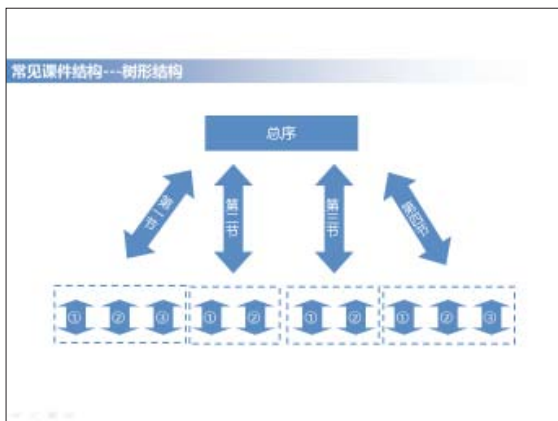 常见课件结构---树形结构
总序
第一节
第二节
第三节
第四节
① ② ③ ① ② ① ② ① ② ③